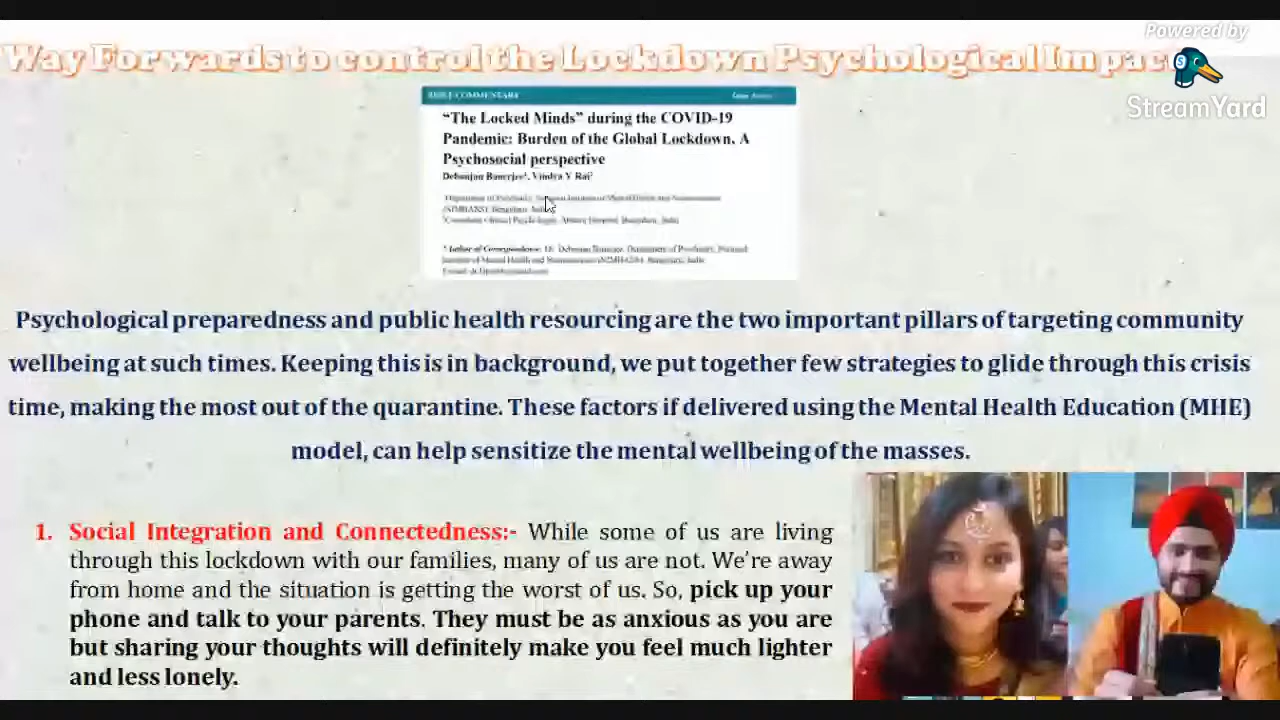 Powered by
StreamYard
Way Forwards to control the Lockdown Psychological Impact
BRIEF COMMENTARY Open Access
“The Locked Minds” during the COVID-19
Pandemic: Burden of the Global Lockdown, A
Psychosocial perspective
Debanjan Banerjee¹, Vindra Y Rai²
Psychological preparedness and public health resourcing are the two important pillars of targeting community
wellbeing at such times. Keeping this is in background, we put together few strategies to glide through this crisis
time, making the most out of the quarantine. These factors if delivered using the Mental Health Education (MHE)
model, can help sensitize the mental wellbeing of the masses.
1. Social Integration and Connectedness:- While some of us are living
through this lockdown with our families, many of us are not. We’re away
from home and the situation is getting the worst of us. So, pick up your
phone and talk to your parents. They must be as anxious as you are
but sharing your thoughts will definitely make you feel much lighter
and less lonely.